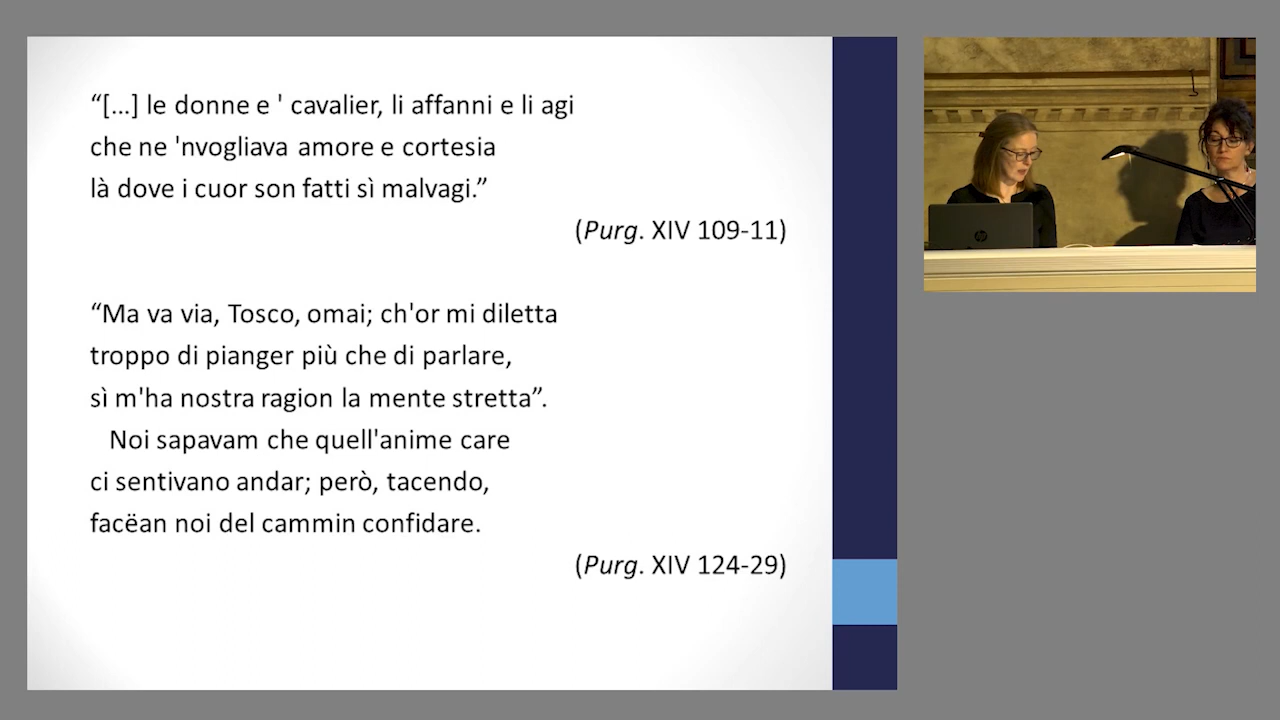 “[...] le donne e ' cavalier, li affanni e li agi
che ne 'nvogliava amore e cortesia
là dove i cuor son fatti sì malvagi.”
(Purg. XIV 109-11)
“Ma va via, Tosco, omai; ch'or mi diletta
troppo di pianger più che di parlare,
sì m'ha nostra ragion la mente stretta”.
Noi sapavam che quell'anime care
ci sentivano andar; però, tacendo,
facëan noi del cammin confidare.
(Purg. XIV 124-29)
hp